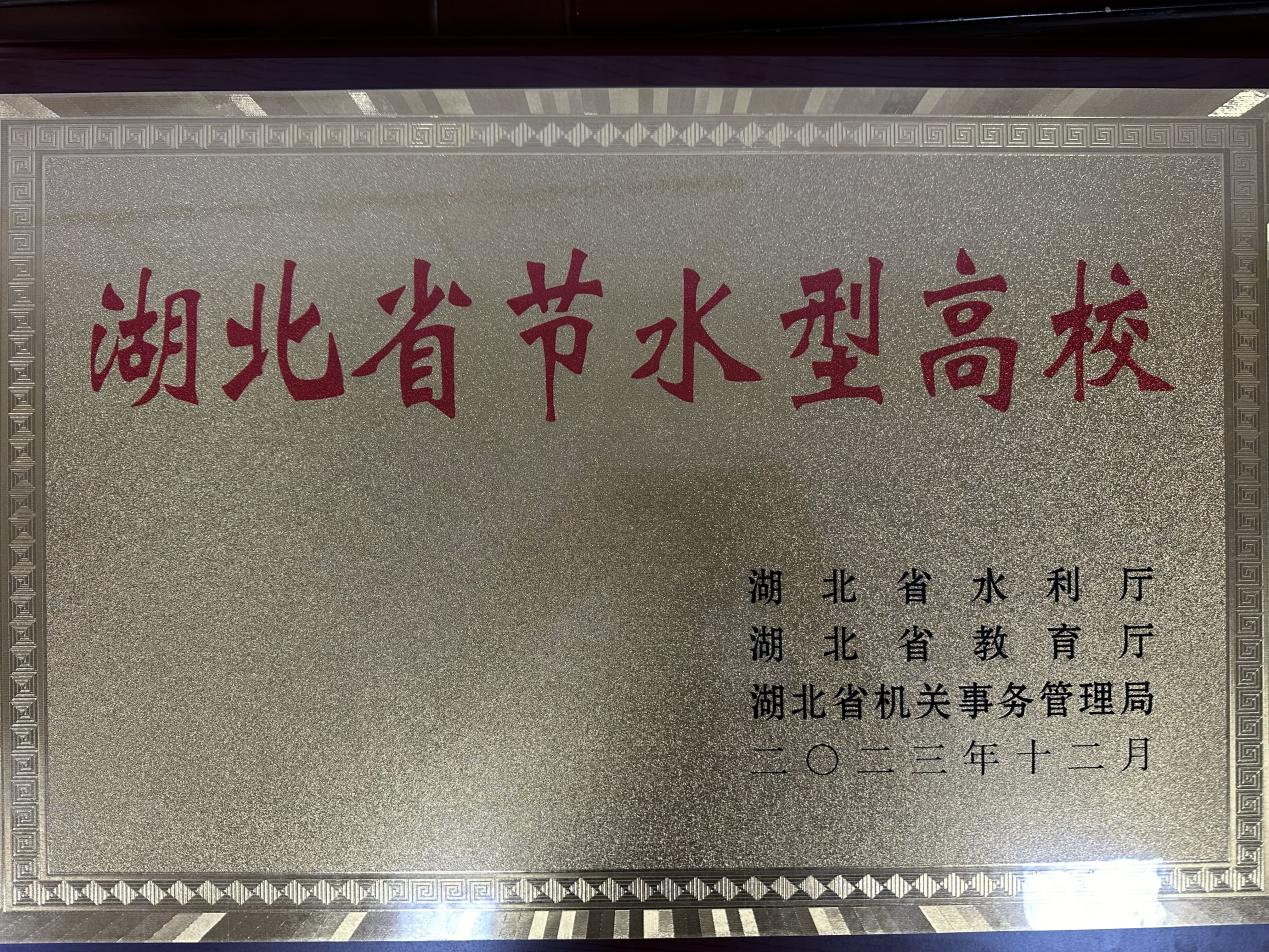 湖北省节水型高校
湖北省水利厅
湖北省教育厅
湖北省机关事务管理局
二〇二三年十二月